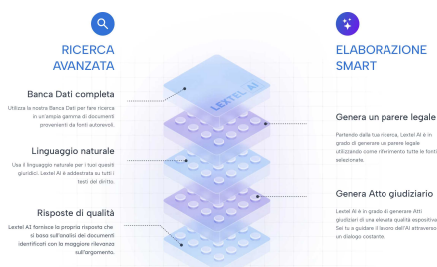 RICERCA
AVANZATA
Banca Dati completa
Utilizza la nostra Banca Dati per fare ricerca
in un'ampia gamma di documenti
provenienti da fonti autorevoli.
Linguaggio naturale
Usa il linguaggio naturale per i tuoi quesiti
giuridici. Lextel AI è addestrata su tutti i
testi del diritto.
Risposte di qualità
Lextel AI fornisce la propria risposta che
si basa sull'analisi dei documenti
identificati con la maggiore rilevanza
sull'argomento.
LEXTEL AI
ELABORAZIONE
SMART
Genera un parere legale
Partendo dalla tua ricerca, Lextel AI è in
grado di generare un parere legale
utilizzando come riferimento tutte le fonti
selezionate.
Genera Atto giudiziario
Lextel AI è in grado di generare Atti
giudiziari di una elevata qualità espositiva
Sei tu a guidare il lavoro dell'AI attraverso
un dialogo costante.